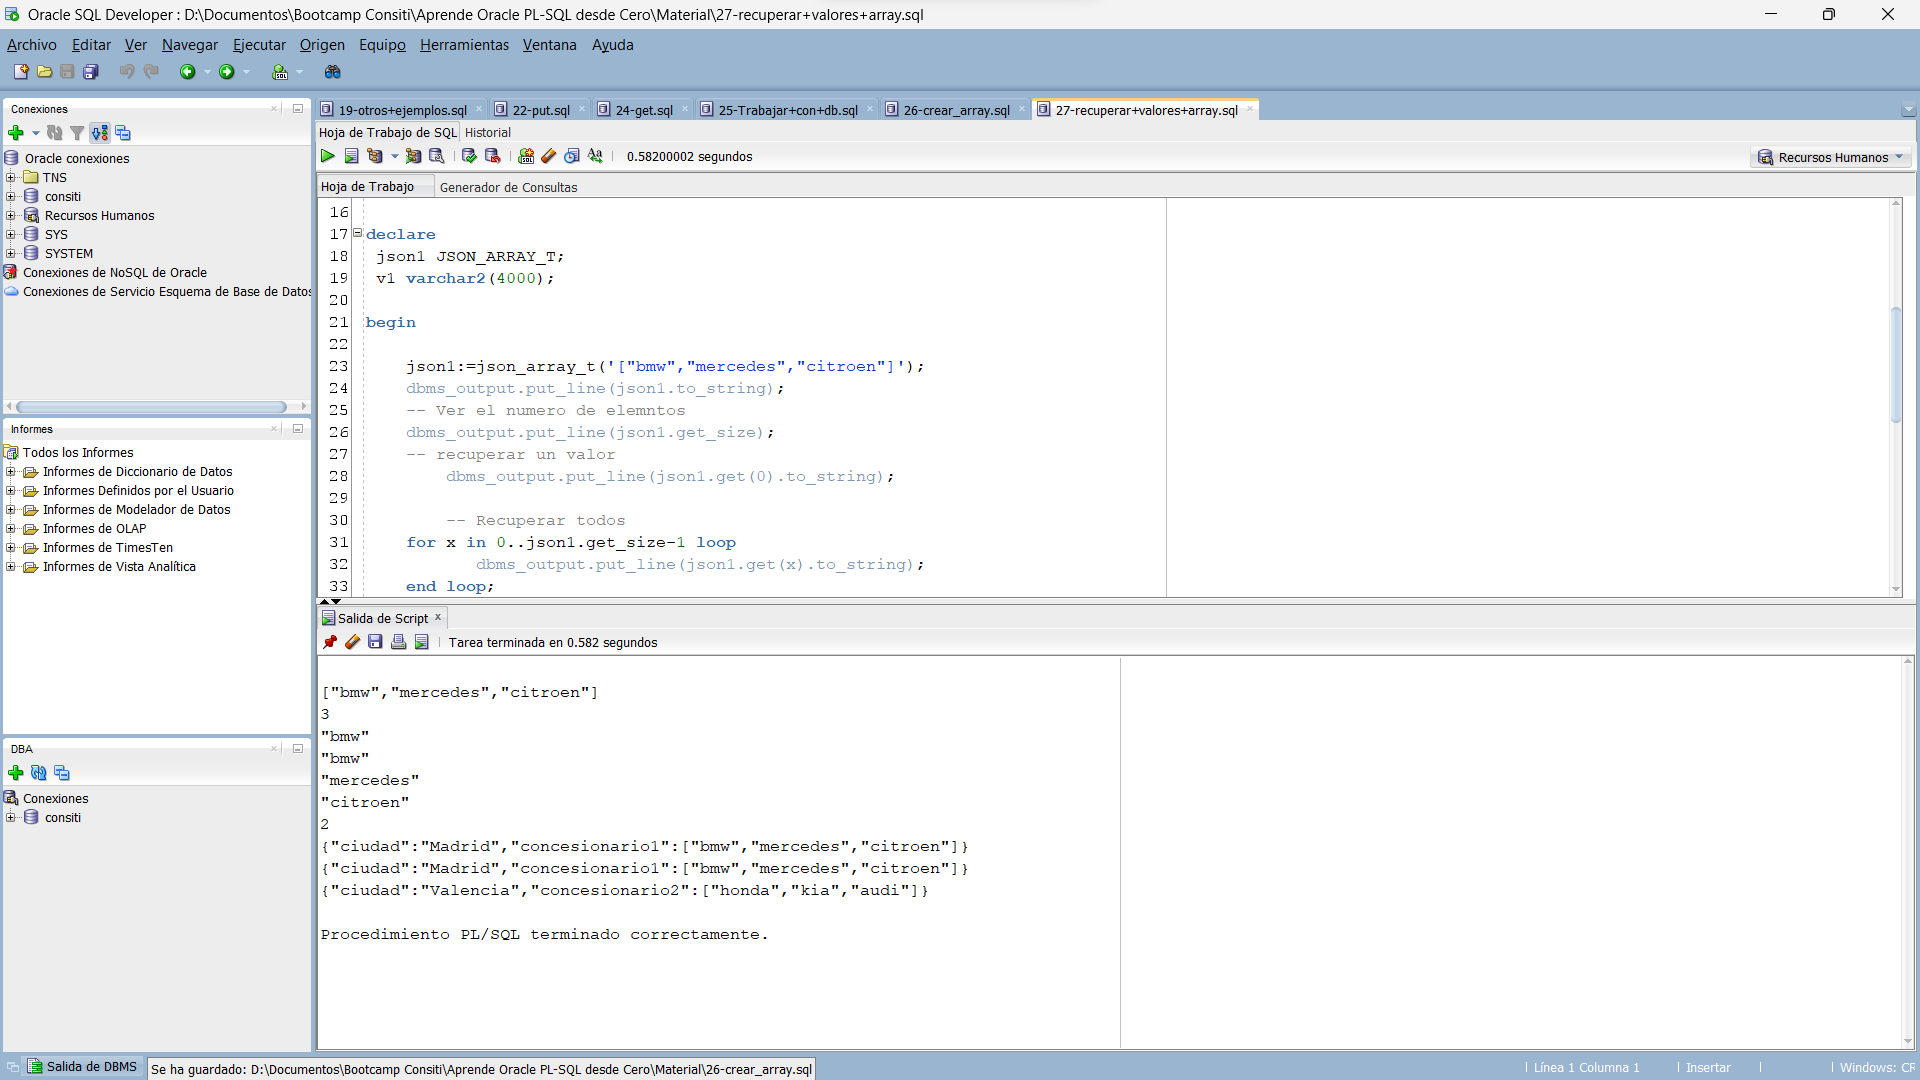 Oracle SQL Developer : D:\Documentos\Bootcamp Consiti\Aprende Oracle PL-SQL desde Cero\Material\27-recuperar+valores+array.sql
Archivo Editar Ver Navegar Ejecutar Origen Equipo Herramientas Ventana Ayuda
Conexiones
Oracle conexiones
TNS
consiti
Recursos Humanos
SYS
SYSTEM
Conexiones de NoSQL de Oracle
Conexiones de Servicio Esquema de Base de Datos
Informes
Todos los Informes
Informes de Diccionario de Datos
Informes Definidos por el Usuario
Informes de Modelador de Datos
Informes de OLAP
Informes de TimesTen
Informes de Vista Analítica
DBA
Conexiones
consiti
19-otros+ejemplos.sql 22-put.sql 24-get.sql 25-Trabajar+con+db.sql 26-crear_array.sql 27-recuperar+valores+array.sql
Hoja de Trabajo de SQL Historial
0.58200002 segundos
Recursos Humanos
Hoja de Trabajo Generador de Consultas
16
17 declare
18 json1 JSON_ARRAY_T;
19 v1 varchar2(4000);
20
21 begin
22
23 json1:=json_array_t('["bmw","mercedes","citroen"]');
24 dbms_output.put_line(json1.to_string);
25 -- Ver el numero de elemntos
26 dbms_output.put_line(json1.get_size);
27 -- recuperar un valor
28 dbms_output.put_line(json1.get(0).to_string);
29
30 -- Recuperar todos
31 for x in 0..json1.get_size-1 loop
32 dbms_output.put_line(json1.get(x).to_string);
33 end loop;
Salida de Script
Tarea terminada en 0.582 segundos
["bmw","mercedes","citroen"]
3
"bmw"
"bmw"
"mercedes"
"citroen"
2
{"ciudad":"Madrid","concesionario1":["bmw","mercedes","citroen"]}
{"ciudad":"Madrid","concesionario1":["bmw","mercedes","citroen"]}
{"ciudad":"Valencia","concesionario2":["honda","kia","audi"]}
Procedimiento PL/SQL terminado correctamente.
Salida de DBMS
Se ha guardado: D:\Documentos\Bootcamp Consiti\Aprende Oracle PL-SQL desde Cero\Material\26-crear_array.sql
Línea 1 Columna 1 Insertar Windows: CR